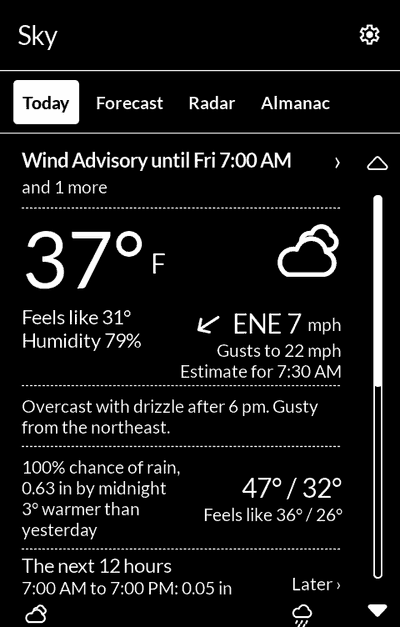 Sky
Today Forecast Radar Almanac
Wind Advisory until Fri 7:00 AM ›
and 1 more
37° F
Feels like 31°
Humidity 79%
ENE 7 mph
Gusts to 22 mph
Estimate for 7:30 AM
Overcast with drizzle after 6 pm. Gusty
from the northeast.
100% chance of rain,
0.63 in by midnight
3° warmer than
yesterday
47° / 32°
Feels like 36° / 26°
The next 12 hours
7:00 AM to 7:00 PM: 0.05 in
Later ›